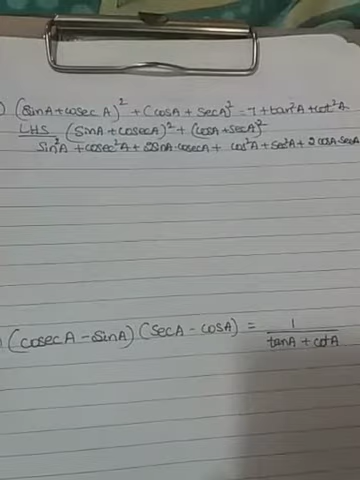 ) (sinA+cosec A)² + (cosA + secA)² = 7 + tan²A + cot²A
LHS (sinA + cosecA)² + (cosA + secA)²
sin²A + cosec²A + 2sinA·cosecA + cos²A + sec²A + 2cosA·secA
) (cosecA - sinA) (secA - cosA) = 1
tanA + cotA